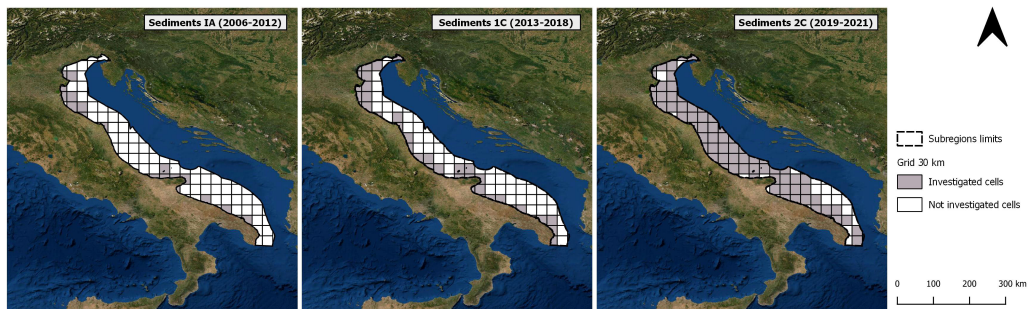 Sediments IA (2006-2012)
Sediments 1C (2013-2018)
Sediments 2C (2019-2021)
Subregions limits
Grid 30 km
Investigated cells
Not investigated cells
0 100 200 300 km